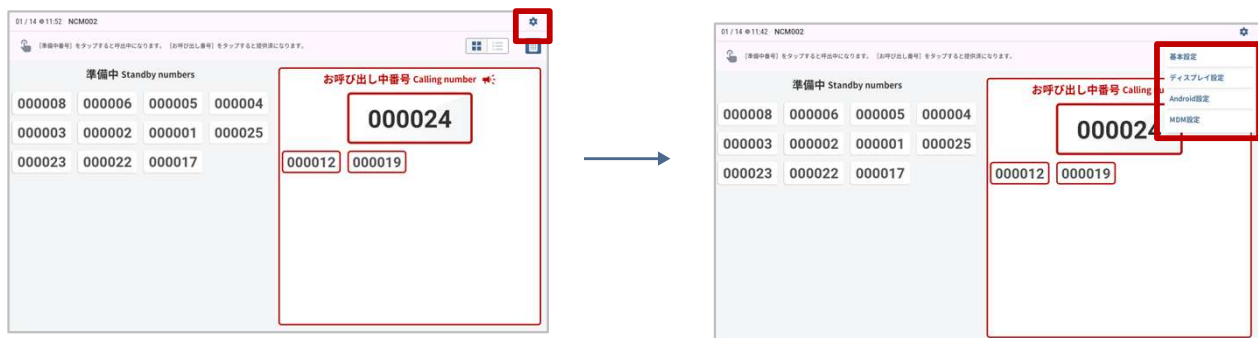 01 / 14 ⊕11:52 NCM002
[準備中番号] をタップすると呼出中になります。 [お呼び出し番号] をタップすると提供済になります。
準備中 Standby numbers
000008 000006 000005 000004
000003 000002 000001 000025
000023 000022 000017
お呼び出し中番号 Calling number
000024
000012 000019
01 / 14 ⊕11:42 NCM002
[準備中番号] をタップすると呼出中になります。 [お呼び出し番号] をタップすると提供済になります。
準備中 Standby numbers
000008 000006 000005 000004
000003 000002 000001 000025
000023 000022 000017
お呼び出し中番号 Calling
000024
000012 000019
基本設定
ディスプレイ設定
Android設定
MDM設定